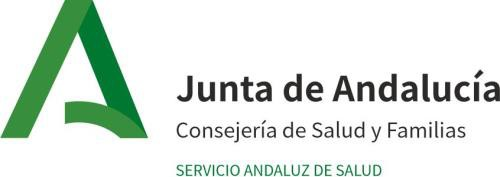 Junta de Andalucía
Consejería de Salud y Familias
SERVICIO ANDALUZ DE SALUD